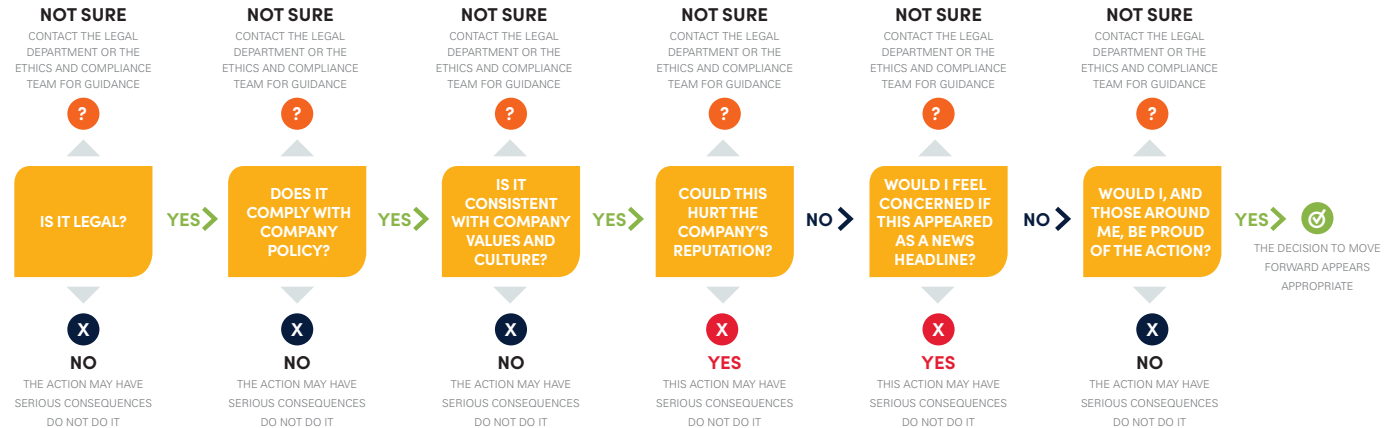 NOT SURE
CONTACT THE LEGAL
DEPARTMENT OR THE
ETHICS AND COMPLIANCE
TEAM FOR GUIDANCE
?
IS IT LEGAL?
X
NO
THE ACTION MAY HAVE
SERIOUS CONSEQUENCES
DO NOT DO IT
YES
NOT SURE
CONTACT THE LEGAL
DEPARTMENT OR THE
ETHICS AND COMPLIANCE
TEAM FOR GUIDANCE
?
DOES IT
COMPLY WITH
COMPANY
POLICY?
X
NO
THE ACTION MAY HAVE
SERIOUS CONSEQUENCES
DO NOT DO IT
YES
NOT SURE
CONTACT THE LEGAL
DEPARTMENT OR THE
ETHICS AND COMPLIANCE
TEAM FOR GUIDANCE
?
IS IT
CONSISTENT
WITH COMPANY
VALUES AND
CULTURE?
X
NO
THE ACTION MAY HAVE
SERIOUS CONSEQUENCES
DO NOT DO IT
YES
NOT SURE
CONTACT THE LEGAL
DEPARTMENT OR THE
ETHICS AND COMPLIANCE
TEAM FOR GUIDANCE
?
COULD THIS
HURT THE
COMPANY'S
REPUTATION?
X
YES
THIS ACTION MAY HAVE
SERIOUS CONSEQUENCES
DO NOT DO IT
NO
NOT SURE
CONTACT THE LEGAL
DEPARTMENT OR THE
ETHICS AND COMPLIANCE
TEAM FOR GUIDANCE
?
WOULD I FEEL
CONCERNED IF
THIS APPEARED
AS A NEWS
HEADLINE?
X
YES
THIS ACTION MAY HAVE
SERIOUS CONSEQUENCES
DO NOT DO IT
NO
NOT SURE
CONTACT THE LEGAL
DEPARTMENT OR THE
ETHICS AND COMPLIANCE
TEAM FOR GUIDANCE
?
WOULD I, AND
THOSE AROUND
ME, BE PROUD
OF THE ACTION?
X
NO
THE ACTION MAY HAVE
SERIOUS CONSEQUENCES
DO NOT DO IT
YES
THE DECISION TO MOVE
FORWARD APPEARS
APPROPRIATE